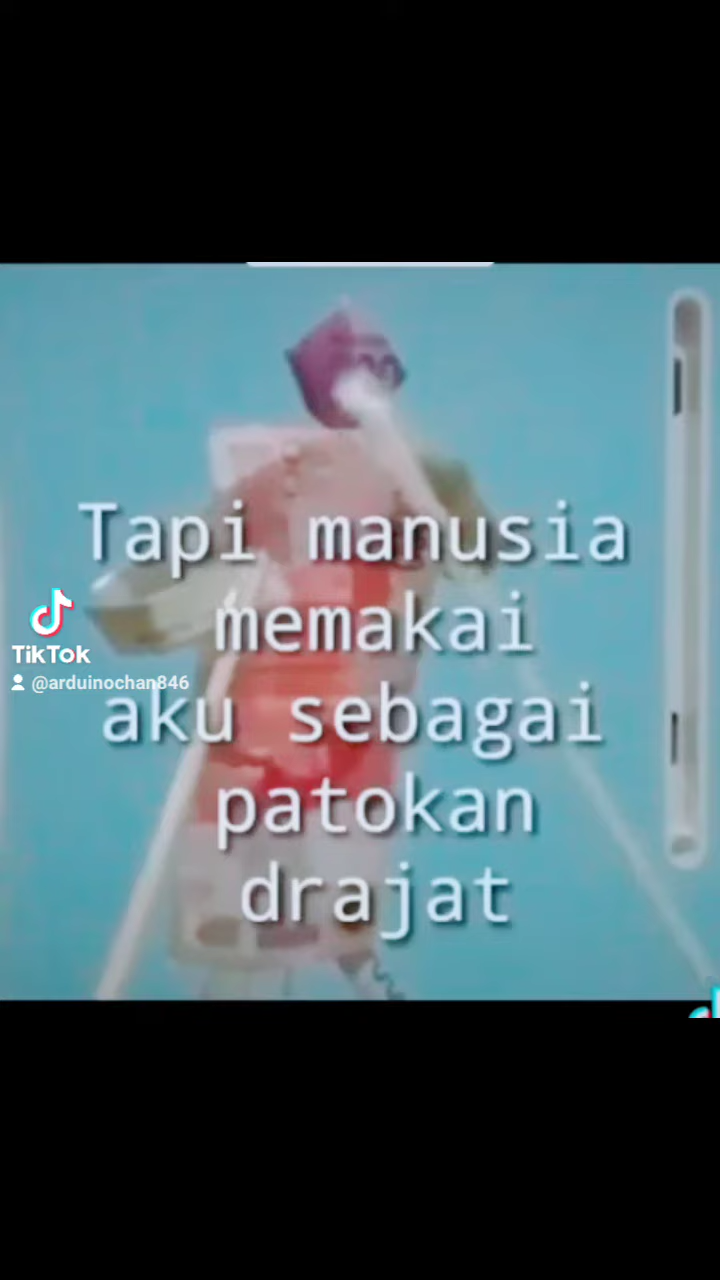 Tapi manusia
memakai
aku sebagai
patokan
drajat
TikTok
@arduinochan846